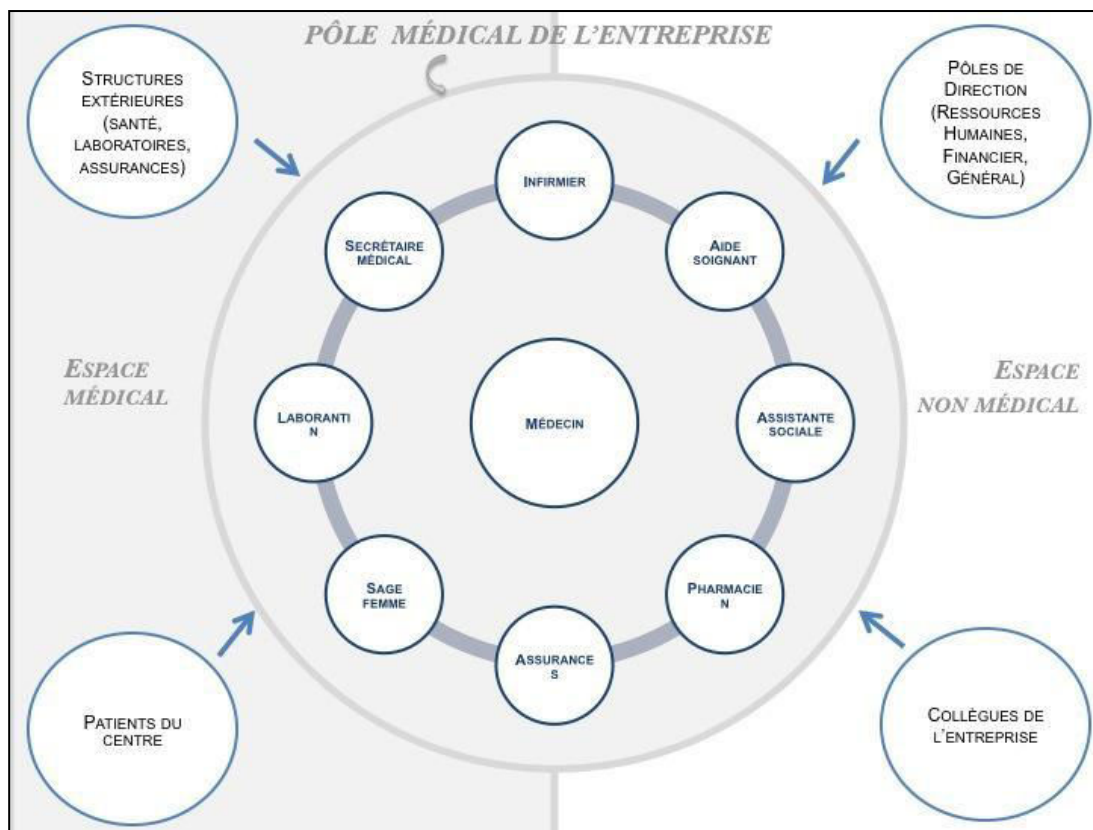 PÔLE MÉDICAL DE L'ENTREPRISE
STRUCTURES
EXTÉRIEURES
(SANTÉ,
LABORATOIRES,
ASSURANCES)
PÔLES DE
DIRECTION
(RESSOURCES
HUMAINES,
FINANCIER,
GÉNÉRAL)
INFIRMIER
SECRÉTAIRE
MÉDICAL
AIDE
SOIGNANT
ESPACE
MÉDICAL
LABORANTI
N
MÉDECIN
ASSISTANTE
SOCIALE
ESPACE
NON MÉDICAL
SAGE
FEMME
PHARMACIE
N
ASSURANCE
S
PATIENTS DU
CENTRE
COLLÈGUES DE
L'ENTREPRISE